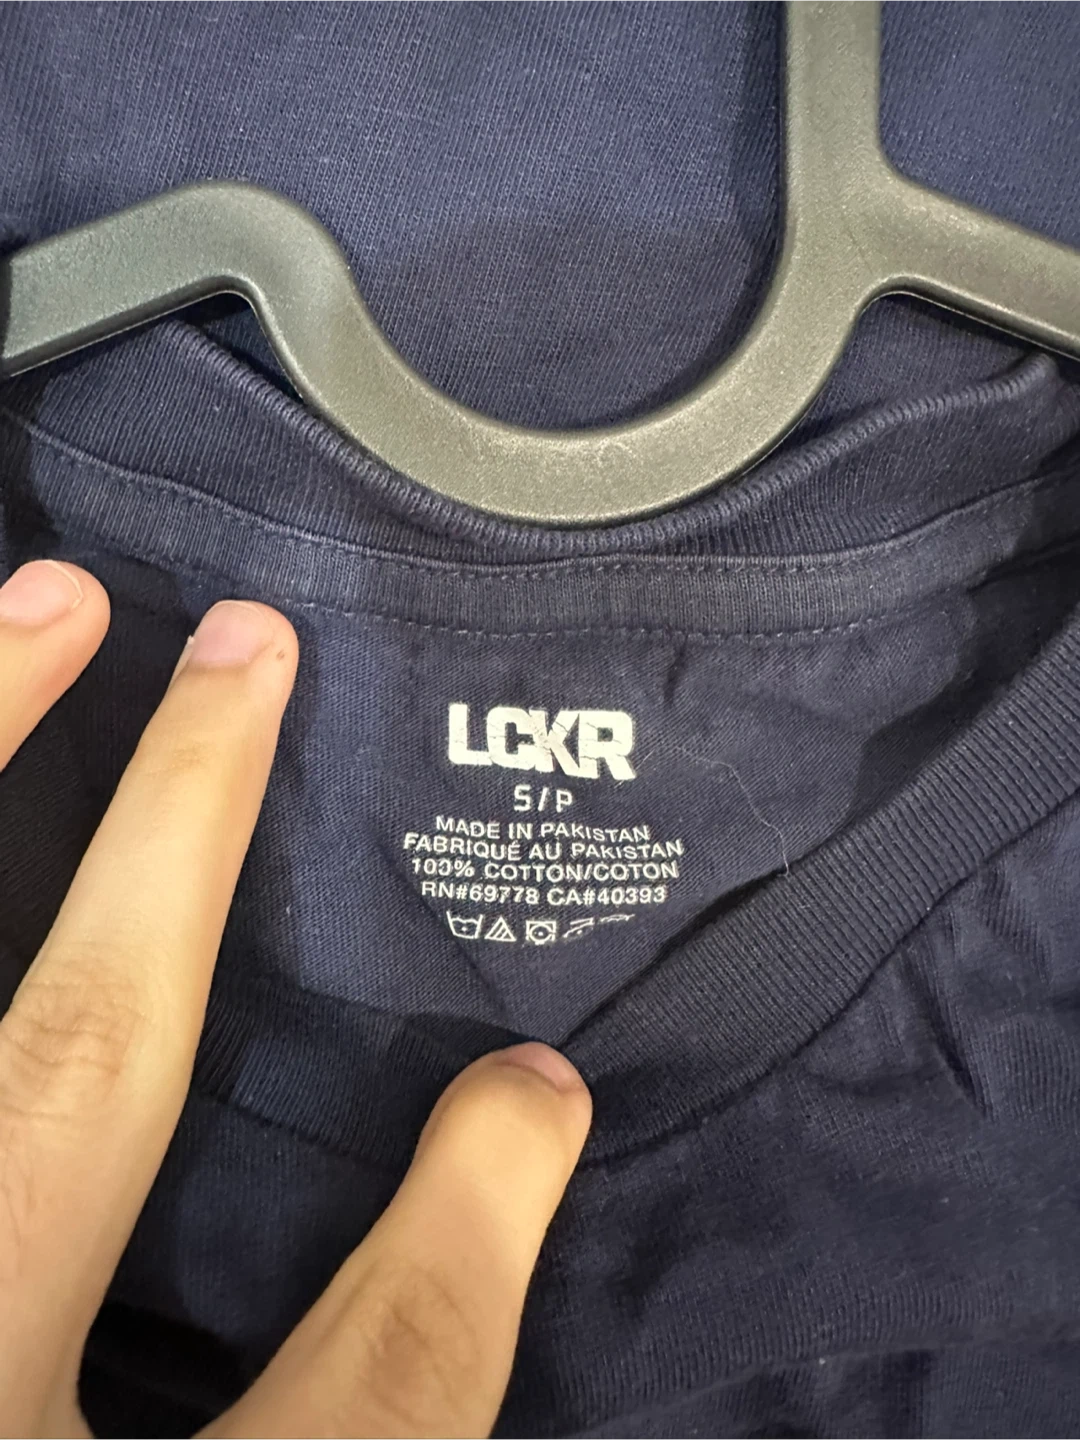 LCKR
S/P
MADE IN PAKISTAN
FABRIQUÉ AU PAKISTAN
100% COTTON/COTON
RN#69778 CA#40393